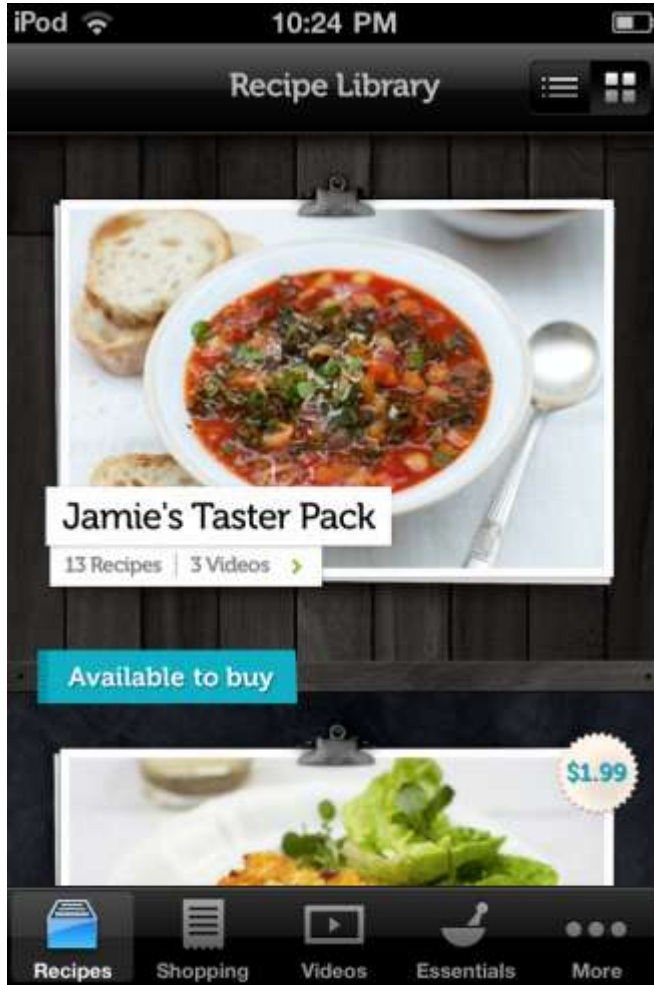 iPod 10:24 PM
Recipe Library
Jamie's Taster Pack
13 Recipes | 3 Videos >
Available to buy
$1.99
Recipes Shopping Videos Essentials More